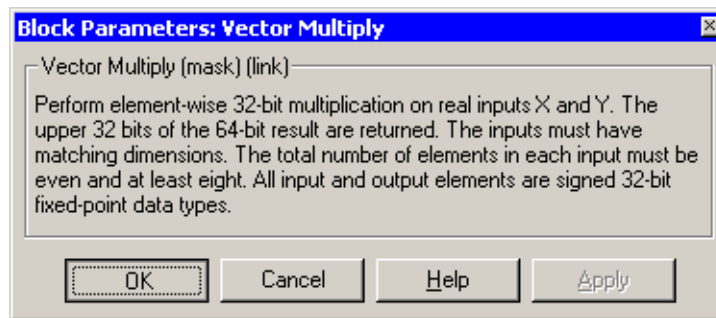 Block Parameters: Vector Multiply
Vector Multiply (mask) (link)
Perform element-wise 32-bit multiplication on real inputs X and Y. The
upper 32 bits of the 64-bit result are returned. The inputs must have
matching dimensions. The total number of elements in each input must be
even and at least eight. All input and output elements are signed 32-bit
fixed-point data types.
OK Cancel Help Apply